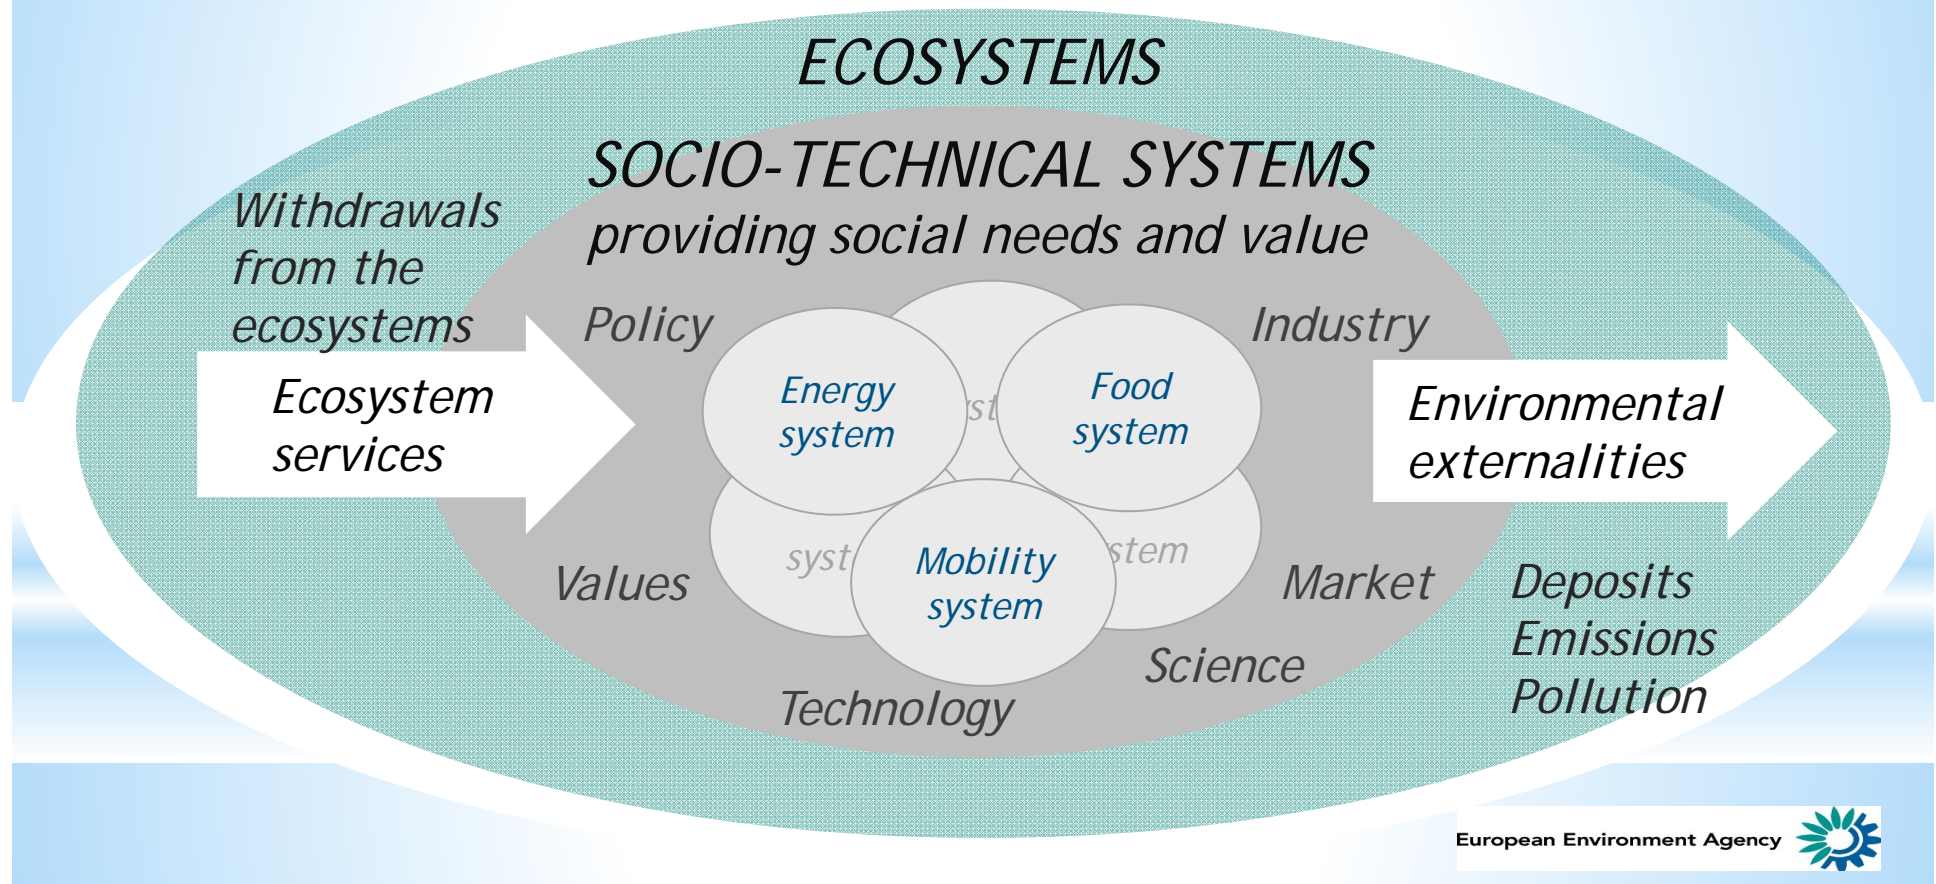 ECOSYSTEMS
SOCIO-TECHNICAL SYSTEMS
providing social needs and value
Withdrawals
from the
ecosystems
Ecosystem
services
Policy
Industry
Energy
system
Food
system
Environmental
externalities
Values
Mobility
system
Market
Deposits
Emissions
Pollution
Science
Technology
European Environment Agency